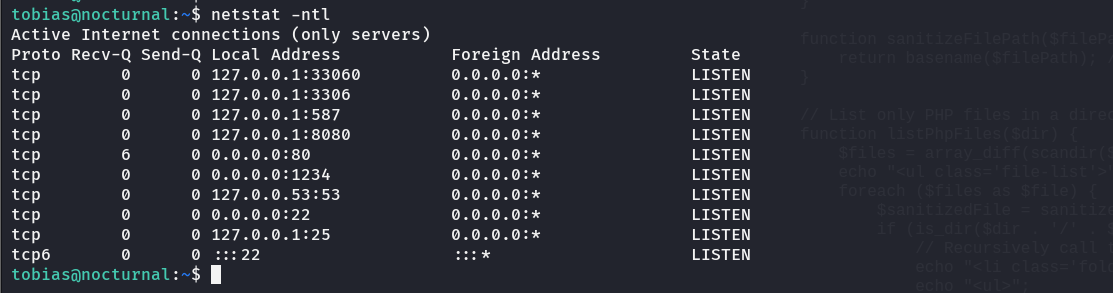 tobias@nocturnal:~$ netstat -ntl
Active Internet connections (only servers)
Proto Recv-Q Send-Q Local Address Foreign Address State
tcp 0 0 127.0.0.1:33060 0.0.0.0:* LISTEN
tcp 0 0 127.0.0.1:3306 0.0.0.0:* LISTEN
tcp 0 0 127.0.0.1:587 0.0.0.0:* LISTEN
tcp 0 0 127.0.0.1:8080 0.0.0.0:* LISTEN
tcp 6 0 0.0.0.0:80 0.0.0.0:* LISTEN
tcp 0 0 0.0.0.0:1234 0.0.0.0:* LISTEN
tcp 0 0 127.0.0.53:53 0.0.0.0:* LISTEN
tcp 0 0 0.0.0.0:22 0.0.0.0:* LISTEN
tcp 0 0 127.0.0.1:25 0.0.0.0:* LISTEN
tcp6 0 0 :::22 :::* LISTEN
tobias@nocturnal:~$
}
function sanitizeFilePath($fileP
return basename($filePath);
}
// List only PHP files in a direc
function listPhpFiles($dir) {
$files = array_diff(scandir($
echo "<ul class='file-list'>
foreach ($files as $file) {
$sanitizedFile = sanitiz
if (is_dir($dir . '/' .
// Recursively call
echo "<li class='fol
echo "<ul>";